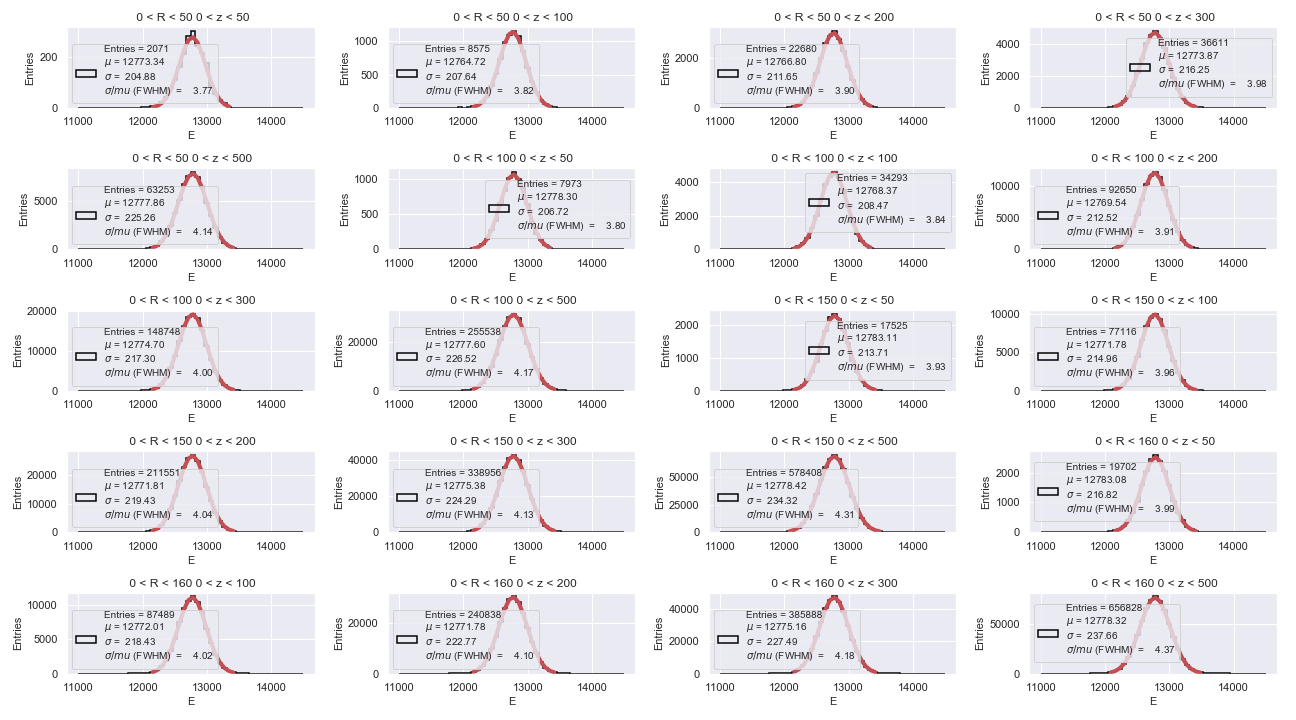 0 < R < 50 0 < z < 50
Entries
200
0
Entries = 2071
μ = 12773.34
σ = 204.88
σ/mu (FWHM) = 3.77
11000 12000 13000 14000
E
0 < R < 50 0 < z < 100
Entries
1000
500
0
Entries = 8575
μ = 12764.72
σ = 207.64
σ/mu (FWHM) = 3.82
11000 12000 13000 14000
E
0 < R < 50 0 < z < 200
Entries
2000
0
Entries = 22680
μ = 12766.80
σ = 211.65
σ/mu (FWHM) = 3.90
11000 12000 13000 14000
E
0 < R < 50 0 < z < 300
Entries
4000
2000
0
Entries = 36611
μ = 12773.87
σ = 216.25
σ/mu (FWHM) = 3.98
11000 12000 13000 14000
E
0 < R < 50 0 < z < 500
Entries
5000
0
Entries = 63253
μ = 12777.86
σ = 225.26
σ/mu (FWHM) = 4.14
11000 12000 13000 14000
E
0 < R < 100 0 < z < 50
Entries
1000
500
0
Entries = 7973
μ = 12778.30
σ = 206.72
σ/mu (FWHM) = 3.80
11000 12000 13000 14000
E
0 < R < 100 0 < z < 100
Entries
4000
2000
0
Entries = 34293
μ = 12768.37
σ = 208.47
σ/mu (FWHM) = 3.84
11000 12000 13000 14000
E
0 < R < 100 0 < z < 200
Entries
10000
5000
0
Entries = 92650
μ = 12769.54
σ = 212.52
σ/mu (FWHM) = 3.91
11000 12000 13000 14000
E
0 < R < 100 0 < z < 300
Entries
20000
10000
0
Entries = 148748
μ = 12774.70
σ = 217.30
σ/mu (FWHM) = 4.00
11000 12000 13000 14000
E
0 < R < 100 0 < z < 500
Entries
20000
0
Entries = 255538
μ = 12777.60
σ = 226.52
σ/mu (FWHM) = 4.17
11000 12000 13000 14000
E
0 < R < 150 0 < z < 50
Entries
2000
1000
0
Entries = 17525
μ = 12783.11
σ = 213.71
σ/mu (FWHM) = 3.93
11000 12000 13000 14000
E
0 < R < 150 0 < z < 100
Entries
10000
5000
0
Entries = 77116
μ = 12771.78
σ = 214.96
σ/mu (FWHM) = 3.96
11000 12000 13000 14000
E
0 < R < 150 0 < z < 200
Entries
20000
10000
0
Entries = 211551
μ = 12771.81
σ = 219.43
σ/mu (FWHM) = 4.04
11000 12000 13000 14000
E
0 < R < 150 0 < z < 300
Entries
40000
20000
0
Entries = 338956
μ = 12775.38
σ = 224.29
σ/mu (FWHM) = 4.13
11000 12000 13000 14000
E
0 < R < 150 0 < z < 500
Entries
50000
25000
0
Entries = 578408
μ = 12778.42
σ = 234.32
σ/mu (FWHM) = 4.31
11000 12000 13000 14000
E
0 < R < 160 0 < z < 50
Entries
2000
1000
0
Entries = 19702
μ = 12783.08
σ = 216.82
σ/mu (FWHM) = 3.99
11000 12000 13000 14000
E
0 < R < 160 0 < z < 100
Entries
10000
5000
0
Entries = 87489
μ = 12772.01
σ = 218.43
σ/mu (FWHM) = 4.02
11000 12000 13000 14000
E
0 < R < 160 0 < z < 200
Entries
20000
0
Entries = 240838
μ = 12771.78
σ = 222.77
σ/mu (FWHM) = 4.10
11000 12000 13000 14000
E
0 < R < 160 0 < z < 300
Entries
40000
20000
0
Entries = 385888
μ = 12775.16
σ = 227.49
σ/mu (FWHM) = 4.18
11000 12000 13000 14000
E
0 < R < 160 0 < z < 500
Entries
50000
0
Entries = 656828
μ = 12778.32
σ = 237.66
σ/mu (FWHM) = 4.37
11000 12000 13000 14000
E